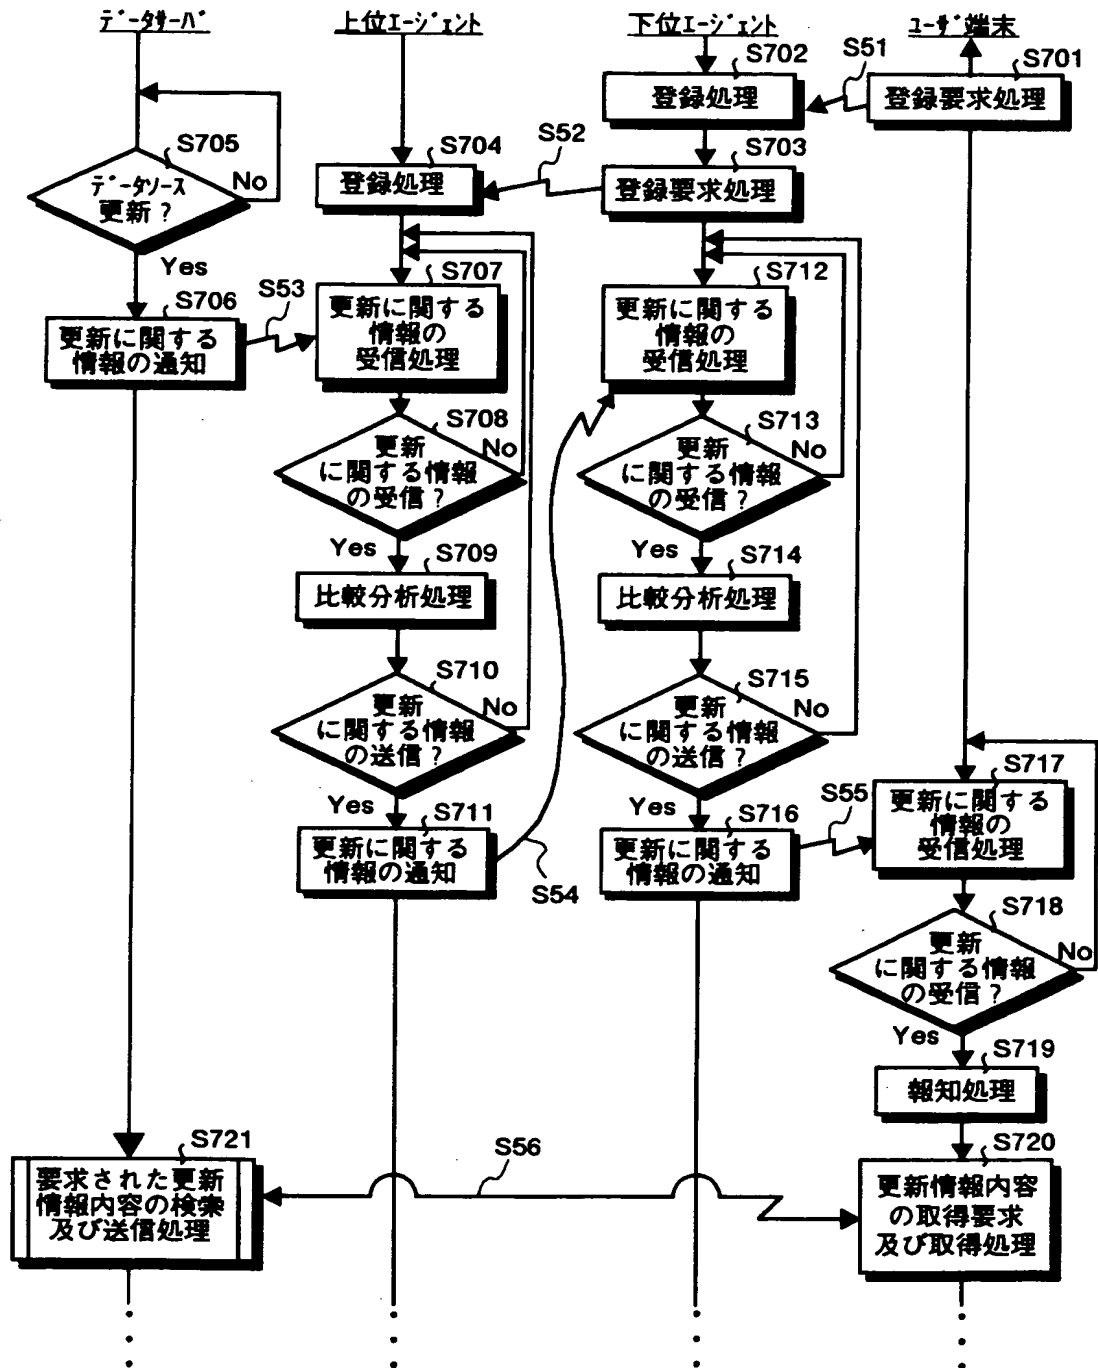 データサーバ
上位エージェント
下位エージェント
ユーザ端末
S701
S51
登録要求処理
S702
登録処理
S703
登録要求処理
S52
S704
登録処理
S705
データソース
更新?
No
Yes
S706
更新に関する
情報の通知
S53
S707
更新に関する
情報の
受信処理
S708
更新
に関する情報
の受信?
No
Yes
S709
比較分析処理
S710
更新
に関する情報
の送信?
No
Yes
S711
更新に関する
情報の通知
S54
S712
更新に関する
情報の
受信処理
S713
更新
に関する情報
の受信?
No
Yes
S714
比較分析処理
S715
更新
に関する情報
の送信?
No
Yes
S716
更新に関する
情報の通知
S55
S717
更新に関する
情報の
受信処理
S718
更新
に関する情報
の受信?
No
Yes
S719
報知処理
S720
更新情報内容
の取得要求
及び取得処理
S56
S721
要求された更新
情報内容の検索
及び送信処理